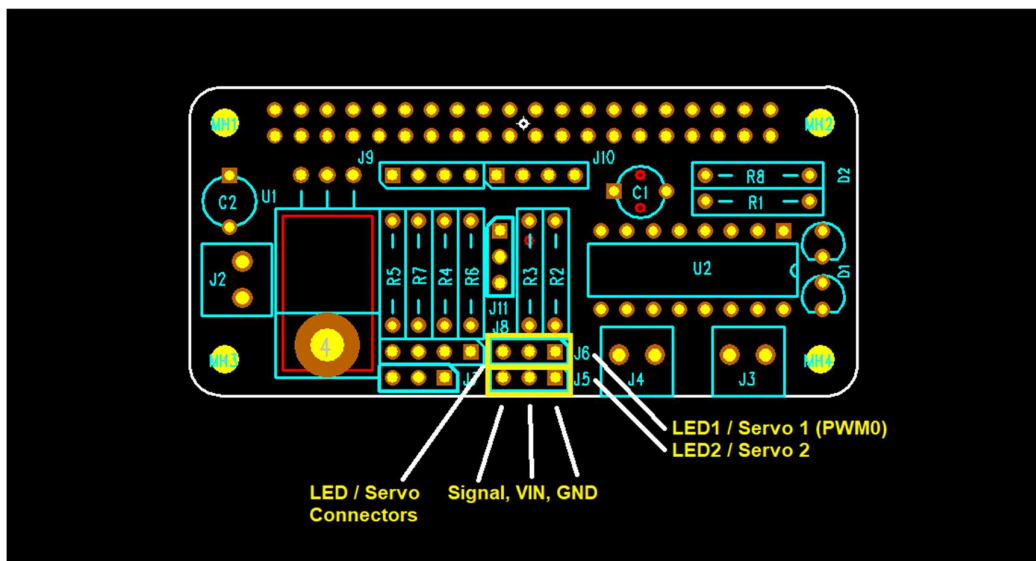 MH1
MH2
J9
J10
C2
U1
C1
R8
D2
R1
J2
R5
R7
R4
R6
R3
R2
U2
D1
J11
J8
4
MH3
J6
J4
J3
MH4
J5
LED1 / Servo 1 (PWM0)
LED2 / Servo 2
LED / Servo
Connectors
Signal, VIN, GND